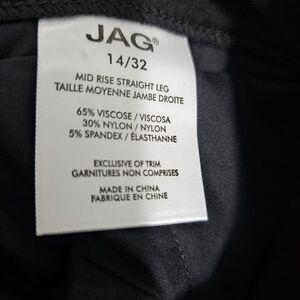 JAG®
14/32
MID RISE STRAIGHT LEG
TAILLE MOYENNE JAMBE DROITE
65% VISCOSE / VISCOSA
30% NYLON / NYLON
5% SPANDEX / ÉLASTHANNE
EXCLUSIVE OF TRIM
GARNITURES NON COMPRISES
MADE IN CHINA
FABRIQUE EN CHINE